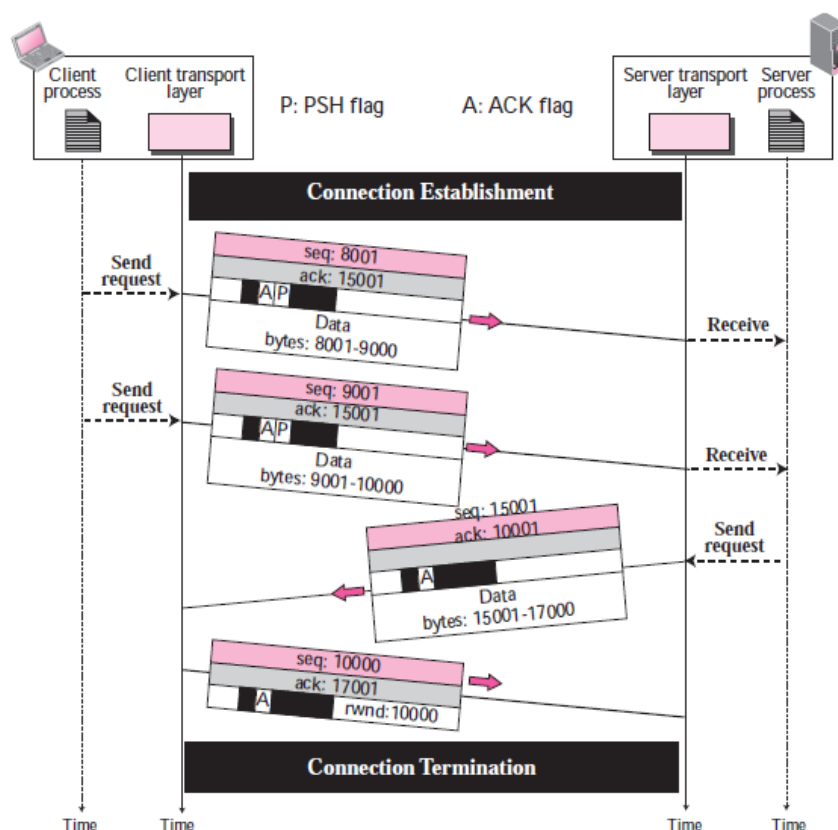 Client
process
Client transport
layer
P: PSH flag
A: ACK flag
Server transport
layer
Server
process
Connection Establishment
Send
request
seq: 8001
ack: 15001
A P
Data
bytes: 8001-9000
Receive
Send
request
seq: 9001
ack: 15001
A P
Data
bytes: 9001-10000
Receive
seq: 15001
ack: 10001
A
Data
bytes: 15001-17000
Send
request
seq: 10000
ack: 17001
A
rwnd:10000
Connection Termination
Time
Time
Time
Time